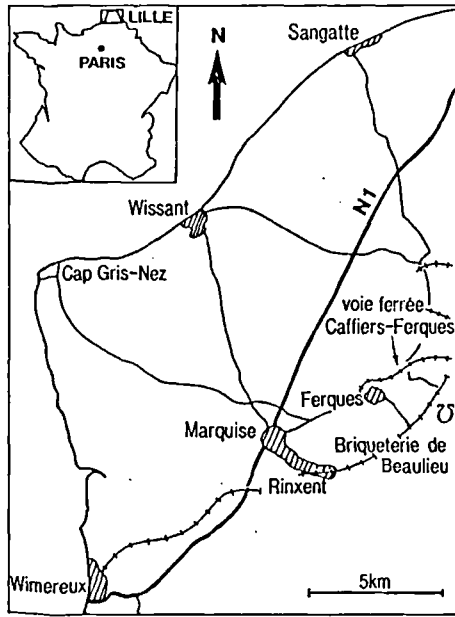 LILLE
PARIS
N
Sangatte
Wissant
N1
Cap Gris-Nez
voie ferrée
Caffiers-Ferques
Ferques
Marquise
Briqueterie de
Beaulieu
Rinxent
Wimereux
5km